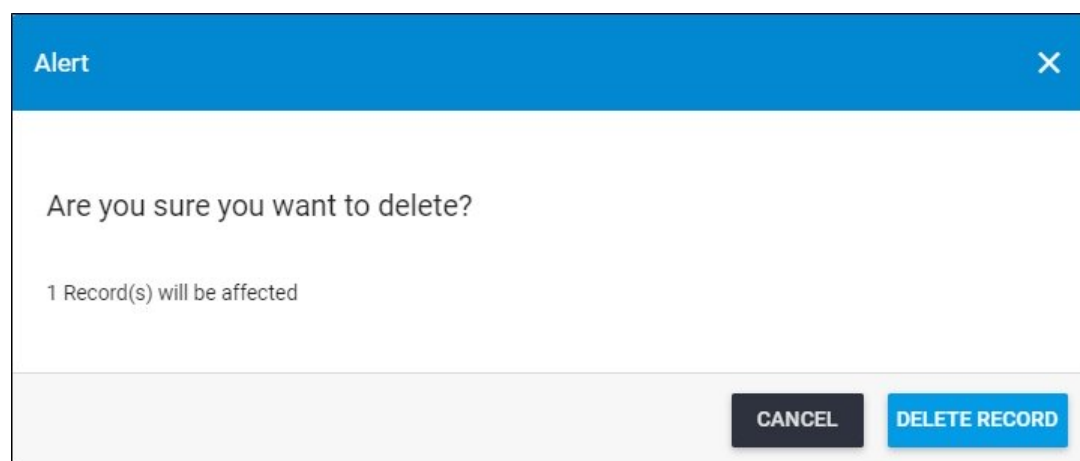 Alert
Are you sure you want to delete?
1 Record(s) will be affected
CANCEL
DELETE RECORD